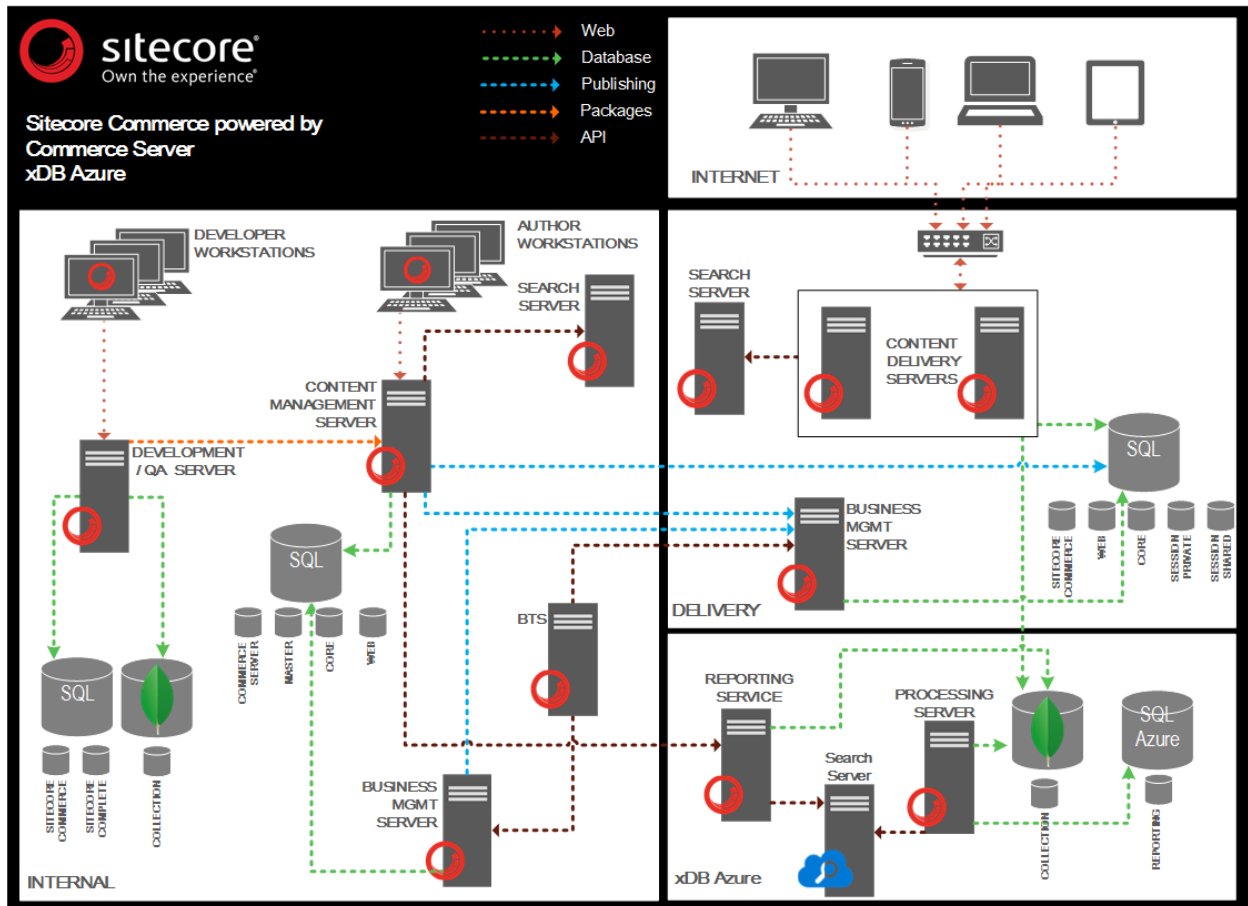 sitecore®
Own the experience®
Sitecore Commerce powered by
Commerce Server
xDB Azure
Web
Database
Publishing
Packages
API
INTERNET
DEVELOPER
WORKSTATIONS
AUTHOR
WORKSTATIONS
SEARCH
SERVER
CONTENT
MANAGEMENT
SERVER
DEVELOPMENT
/ QA SERVER
SQL
COMMERCE
SERVER
MASTER
CORE
WEB
BTS
SQL
SITECORE
COMMERCE
SITECORE
COMPLETE
COLLECTION
BUSINESS
MGMT
SERVER
INTERNAL
SEARCH
SERVER
CONTENT
DELIVERY
SERVERS
SQL
BUSINESS
MGMT
SERVER
SITECORE
COMMERCE
WEB
CORE
SESSION
PRIVATE
SESSION
SHARED
DELIVERY
REPORTING
SERVICE
PROCESSING
SERVER
SQL
Azure
Search
Server
COLLECTION
REPORTING
xDB Azure